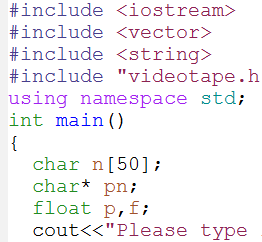 #include <iostream>
#include <vector>
#include <string>
#include "videotape.h
using namespace std;
int main()
{
char n[50];
char* pn;
float p,f;
cout<<"Please type